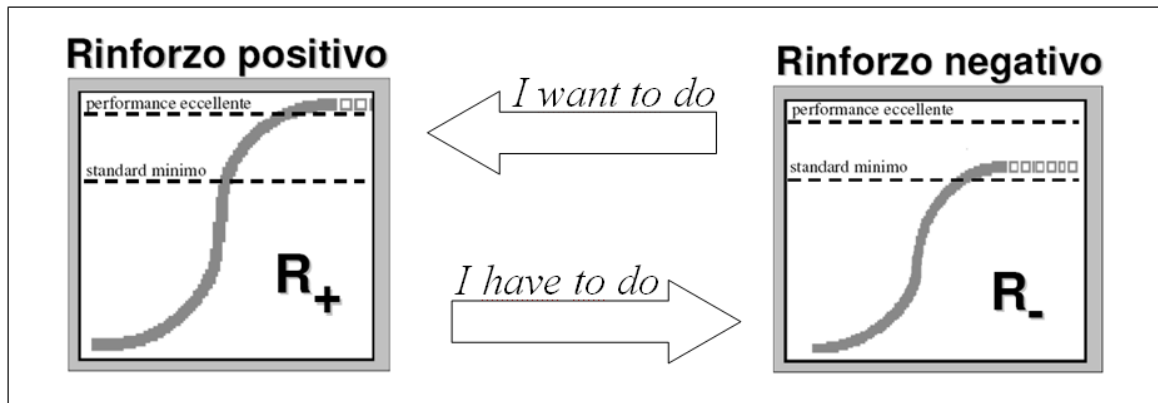 Rinforzo positivo
performance eccellente
standard minimo
R+
I want to do
I have to do
Rinforzo negativo
performance eccellente
standard minimo
R-